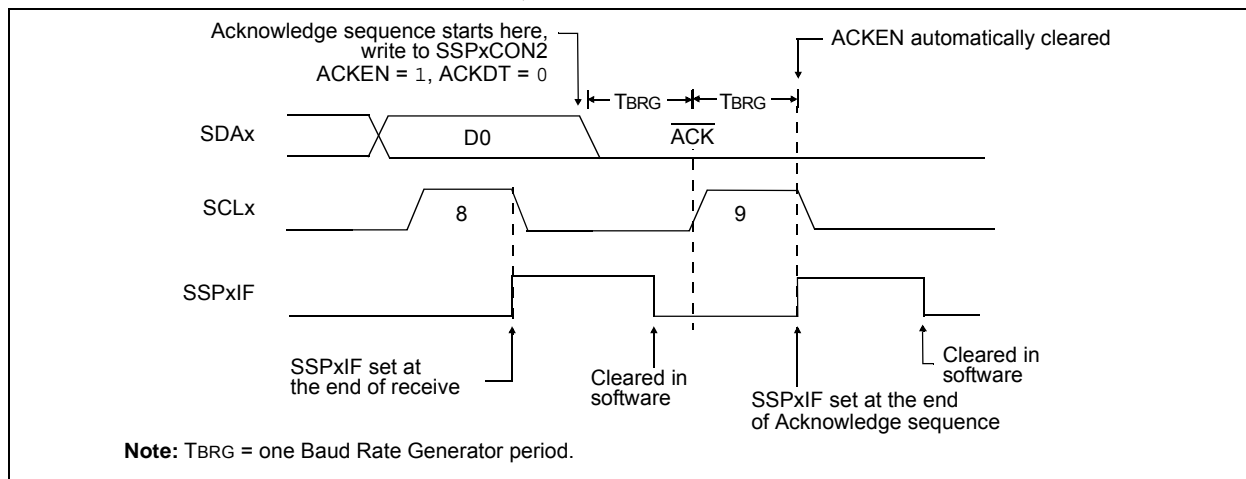 Acknowledge sequence starts here,
write to SSPxCON2
ACKEN = 1, ACKDT = 0
ACKEN automatically cleared
TBRG
TBRG
SDAx
D0
ACK
SCLx
8
9
SSPxIF
SSPxIF set at
the end of receive
Cleared in
software
SSPxIF set at the end
of Acknowledge sequence
Cleared in
software
Note: TBRG = one Baud Rate Generator period.